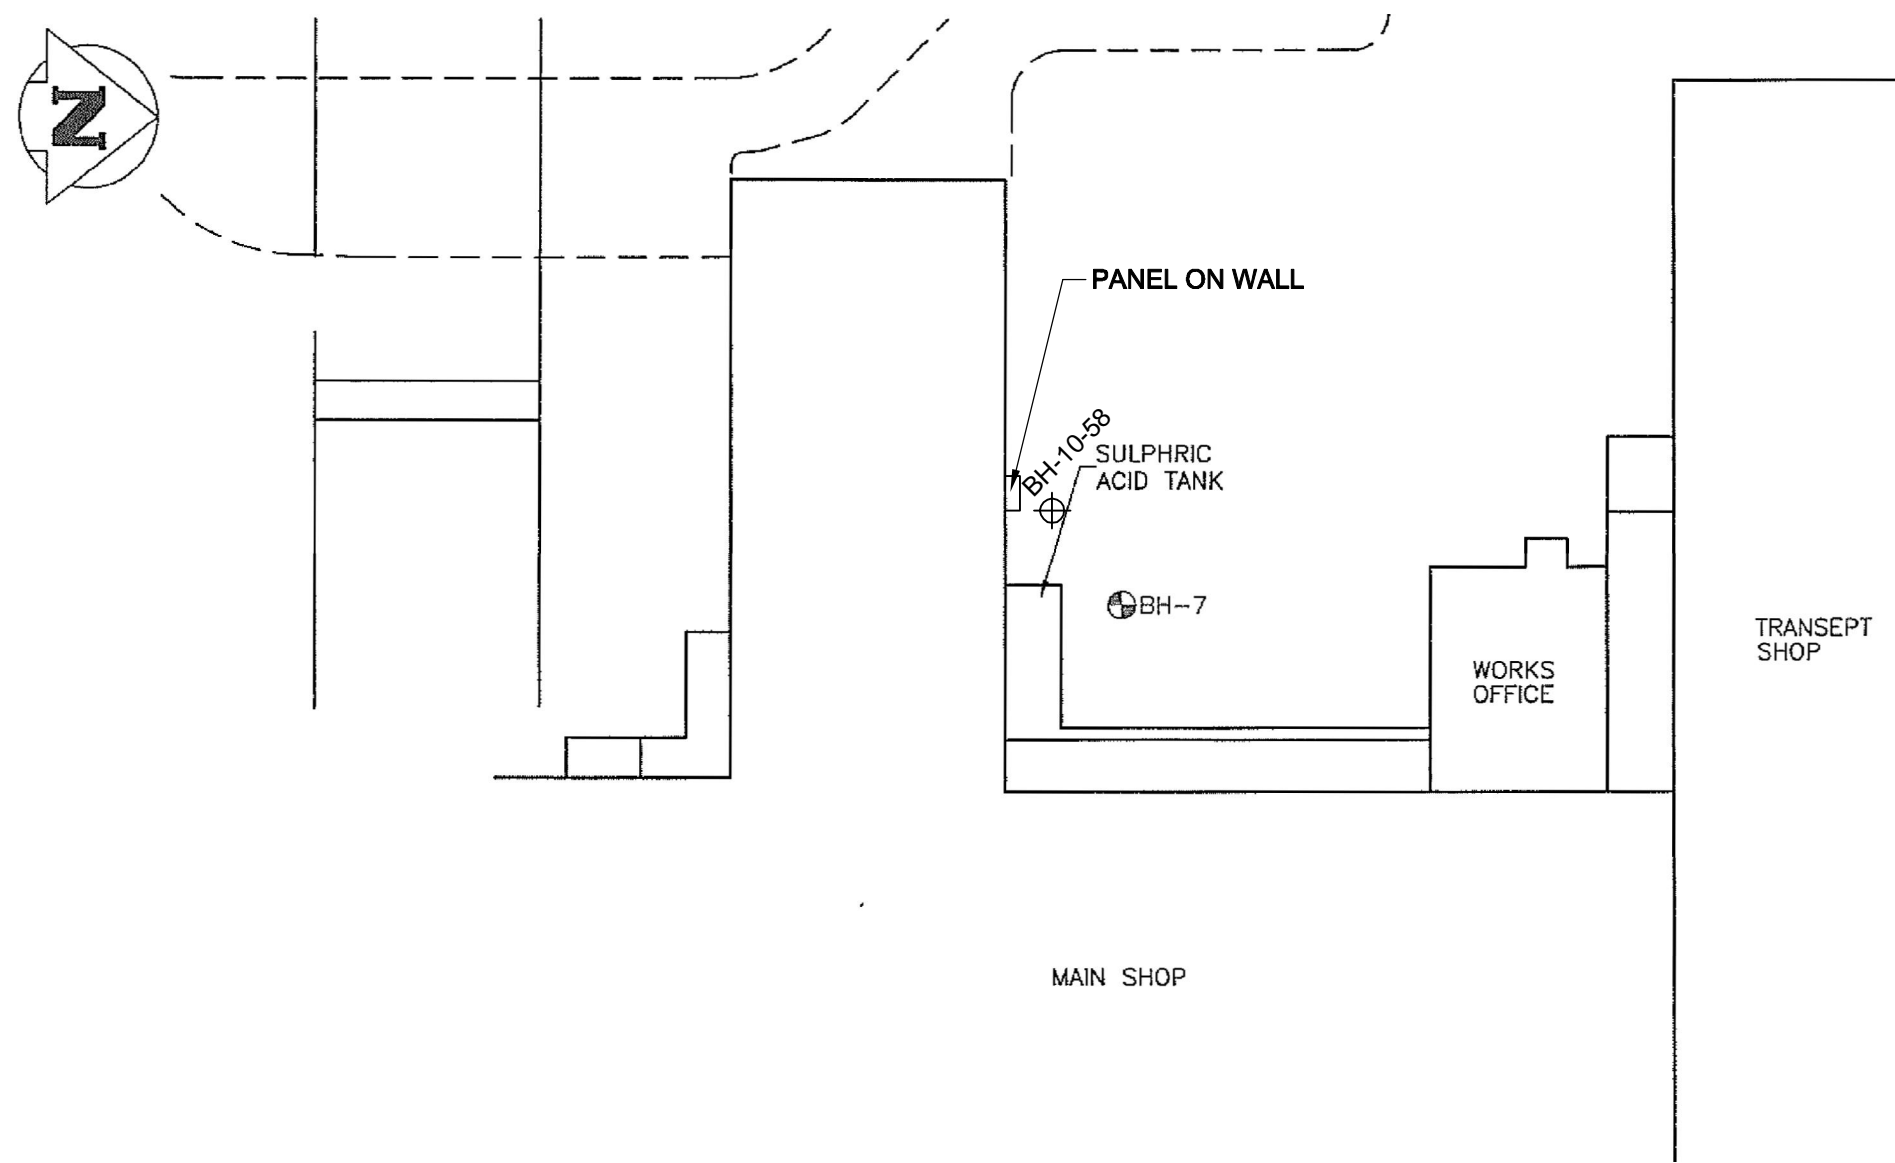 N
PANEL ON WALL
BH-10-58
SULPHRIC
ACID TANK
BH-7
WORKS
OFFICE
TRANSEPT
SHOP
MAIN SHOP